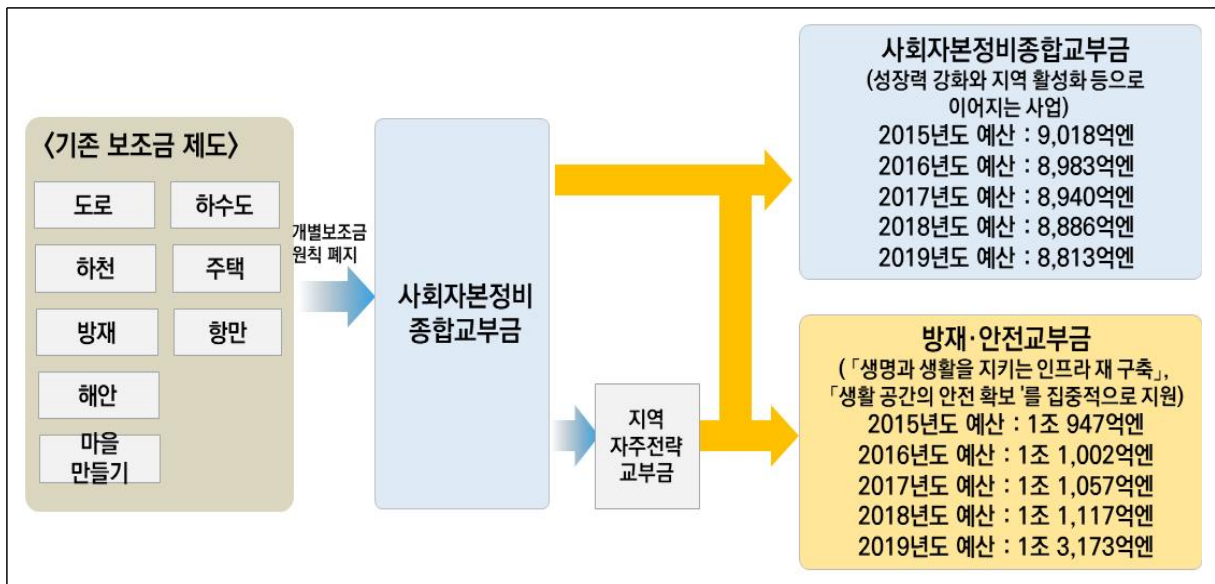 〈기존 보조금 제도〉
도로
하수도
하천
주택
방재
항만
해안
마을
만들기
개별보조금
원칙 폐지
사회자본정비
종합교부금
지역
자주전략
교부금
사회자본정비종합교부금
(성장력 강화와 지역 활성화 등으로
이어지는 사업)
2015년도 예산 : 9,018억엔
2016년도 예산 : 8,983억엔
2017년도 예산 : 8,940억엔
2018년도 예산 : 8,886억엔
2019년도 예산 : 8,813억엔
방재·안전교부금
(「생명과 생활을 지키는 인프라 재 구축」,
「생활 공간의 안전 확보'를 집중적으로 지원)
2015년도 예산 : 1조 947억엔
2016년도 예산 : 1조 1,002억엔
2017년도 예산 : 1조 1,057억엔
2018년도 예산 : 1조 1,117억엔
2019년도 예산 : 1조 3,173억엔